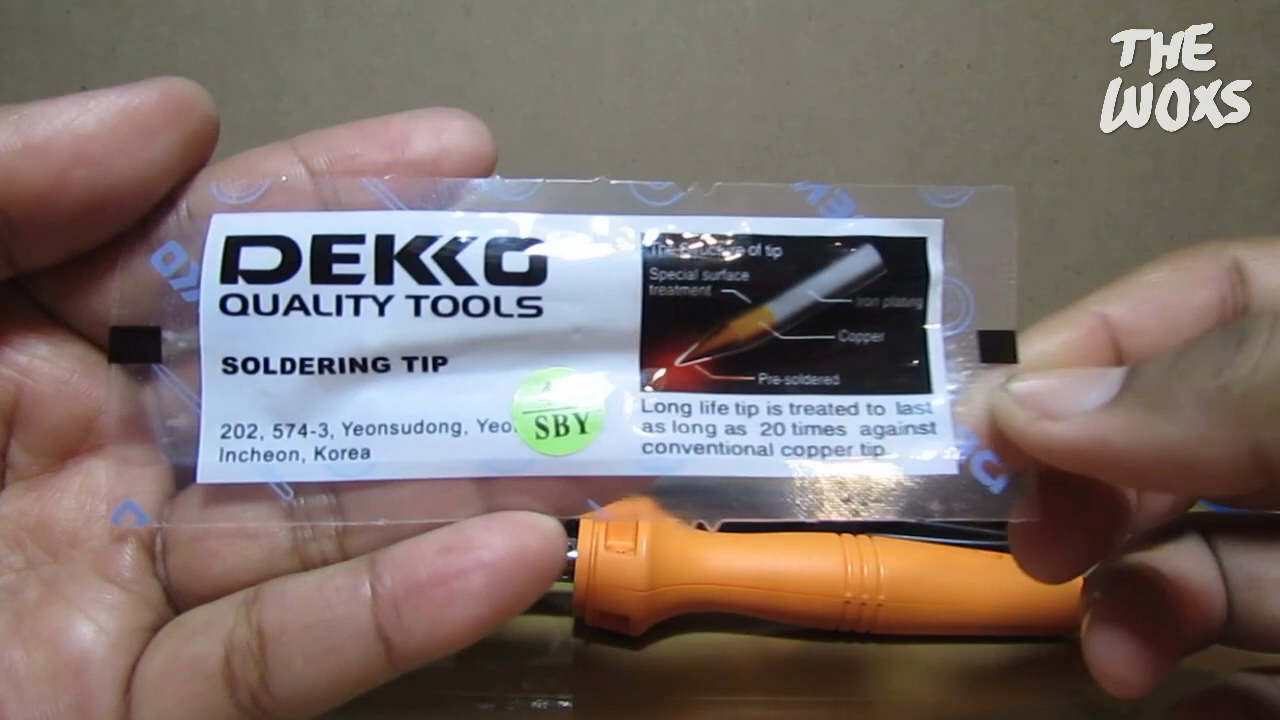 THE
WOXS
DEKKO
QUALITY TOOLS
SOLDERING TIP
202, 574-3, Yeonsudong,
Incheon, Korea
SBY
The Structure of tip
Special surface
treatment
Iron plating
Copper
Pre-soldered
Long life tip is treated to last
as long as 20 times against
conventional copper tip